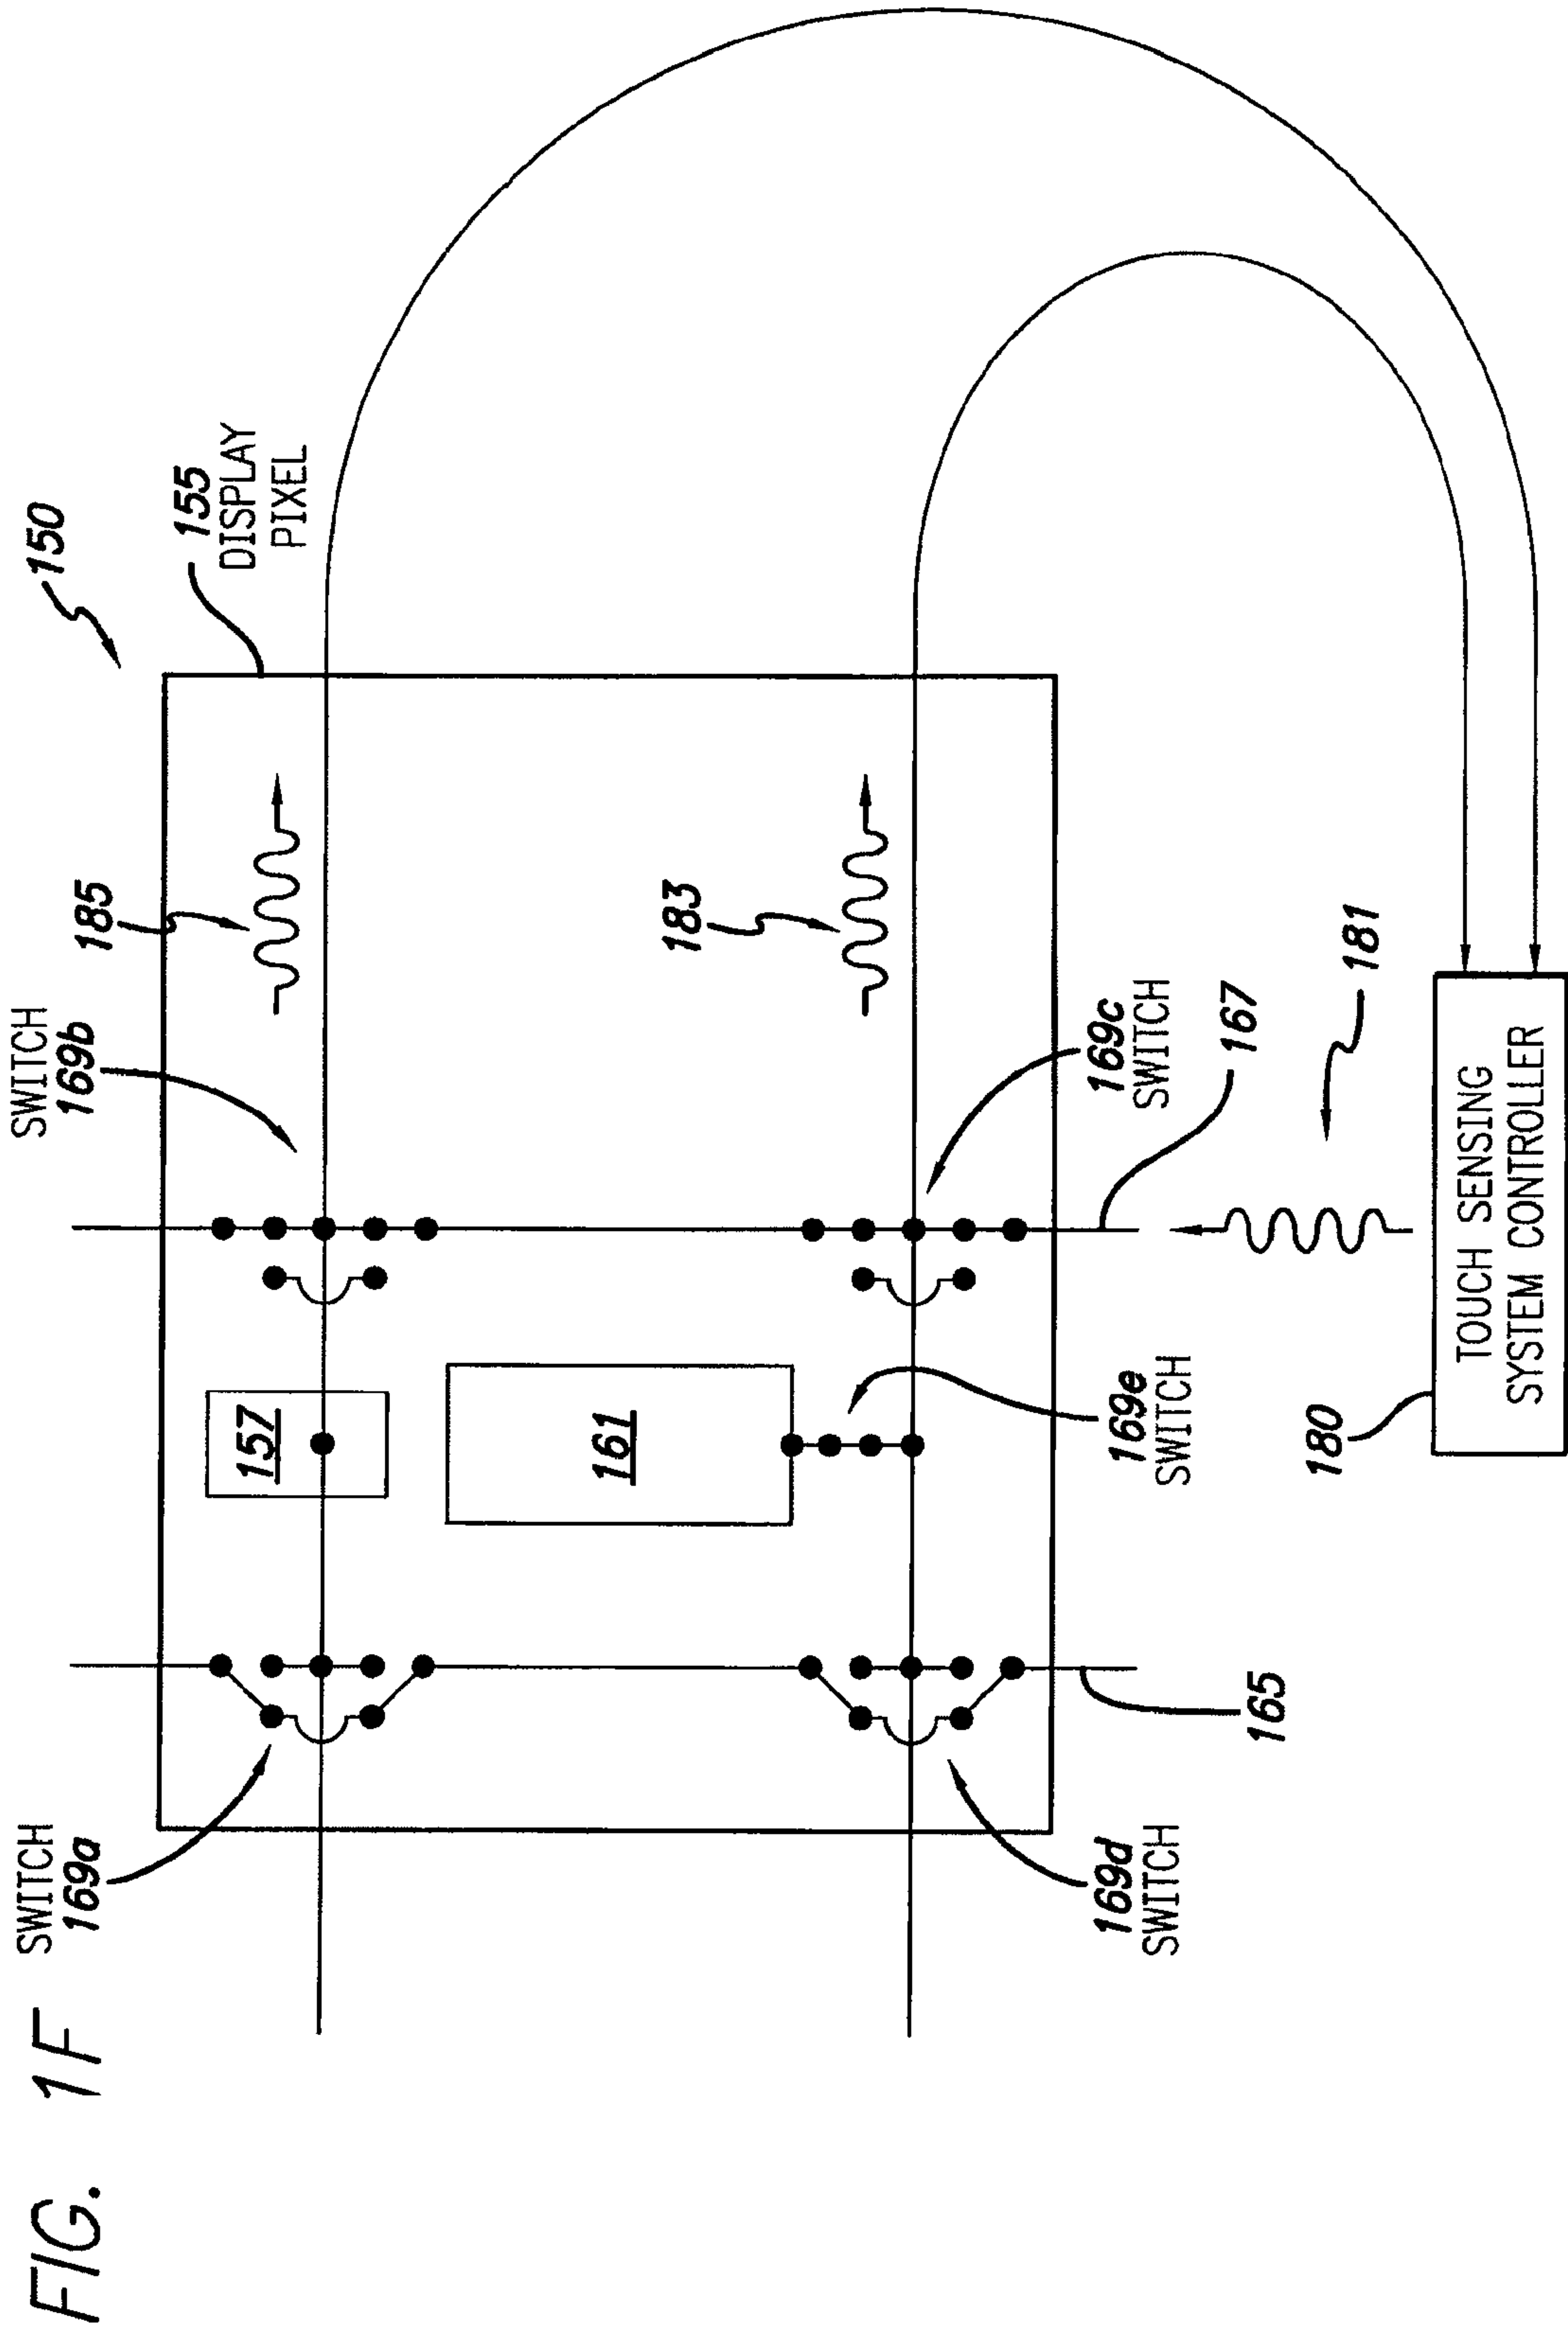 FIG. 1F
SWITCH
169a
SWITCH
169b
185
150
155
DISPLAY
PIXEL
157
161
183
169d
SWITCH
169e
SWITCH
169c
SWITCH
165
167
181
180
TOUCH SENSING
SYSTEM CONTROLLER